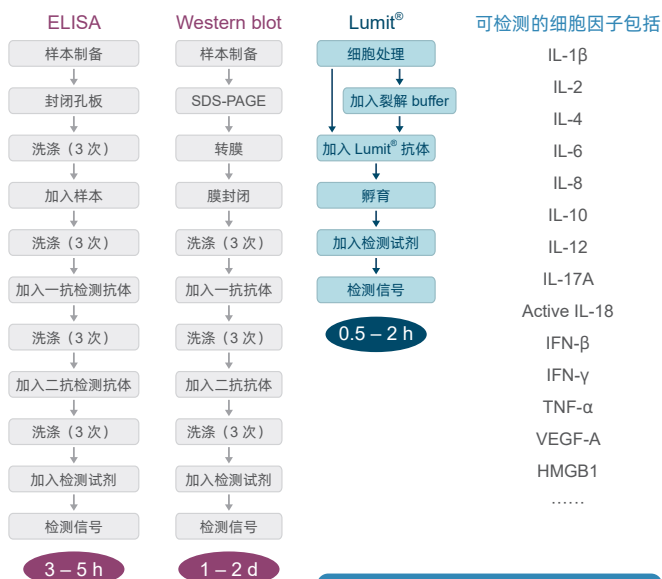 ELISA
样本制备
封闭孔板
洗涤（3 次）
加入样本
洗涤（3 次）
加入一抗检测抗体
洗涤（3 次）
加入二抗检测抗体
洗涤（3 次）
加入检测试剂
检测信号
3 – 5 h
Western blot
样本制备
SDS-PAGE
转膜
膜封闭
洗涤（3 次）
加入一抗抗体
洗涤（3 次）
加入二抗抗体
洗涤（3 次）
加入检测试剂
检测信号
1 – 2 d
Lumit®
细胞处理
加入裂解 buffer
加入 Lumit® 抗体
孵育
加入检测试剂
检测信号
0.5 – 2 h
可检测的细胞因子包括
IL-1β
IL-2
IL-4
IL-6
IL-8
IL-10
IL-12
IL-17A
Active IL-18
IFN-β
IFN-γ
TNF-α
VEGF-A
HMGB1
……